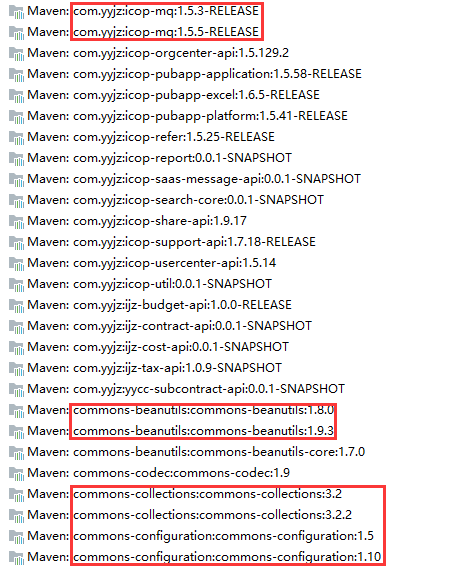 Maven: com.yyjz:icop-mq:1.5.3-RELEASE
Maven: com.yyjz:icop-mq:1.5.5-RELEASE
Maven: com.yyjz:icop-orgcenter-api:1.5.129.2
Maven: com.yyjz:icop-pubapp-application:1.5.58-RELEASE
Maven: com.yyjz:icop-pubapp-excel:1.6.5-RELEASE
Maven: com.yyjz:icop-pubapp-platform:1.5.41-RELEASE
Maven: com.yyjz:icop-refer:1.5.25-RELEASE
Maven: com.yyjz:icop-report:0.0.1-SNAPSHOT
Maven: com.yyjz:icop-saas-message-api:0.0.1-SNAPSHOT
Maven: com.yyjz:icop-search-core:0.0.1-SNAPSHOT
Maven: com.yyjz:icop-share-api:1.9.17
Maven: com.yyjz:icop-support-api:1.7.18-RELEASE
Maven: com.yyjz:icop-usercenter-api:1.5.14
Maven: com.yyjz:icop-util:0.0.1-SNAPSHOT
Maven: com.yyjz:ijz-budget-api:1.0.0-RELEASE
Maven: com.yyjz:ijz-contract-api:0.0.1-SNAPSHOT
Maven: com.yyjz:ijz-cost-api:0.0.1-SNAPSHOT
Maven: com.yyjz:ijz-tax-api:1.0.9-SNAPSHOT
Maven: com.yyjz:yycc-subcontract-api:0.0.1-SNAPSHOT
Maven: commons-beanutils:commons-beanutils:1.8.0
Maven: commons-beanutils:commons-beanutils:1.9.3
Maven: commons-beanutils:commons-beanutils-core:1.7.0
Maven: commons-codec:commons-codec:1.9
Maven: commons-collections:commons-collections:3.2
Maven: commons-collections:commons-collections:3.2.2
Maven: commons-configuration:commons-configuration:1.5
Maven: commons-configuration:commons-configuration:1.10